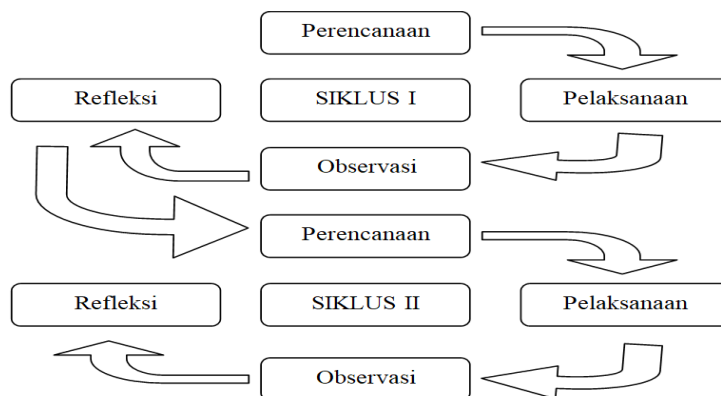 Perencanaan
Refleksi
SIKLUS I
Pelaksanaan
Observasi
Perencanaan
Refleksi
SIKLUS II
Pelaksanaan
Observasi